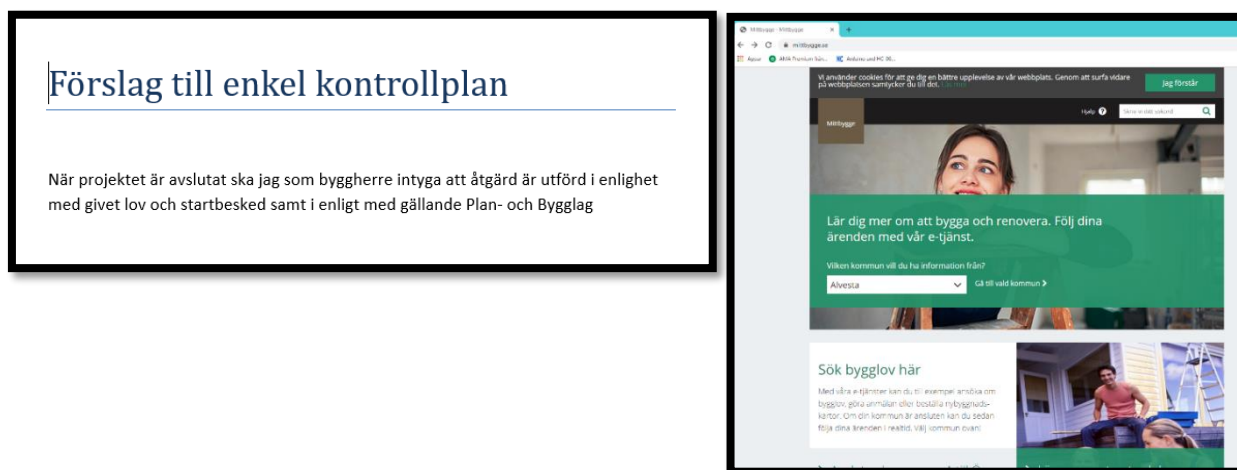 Förslag till enkel kontrollplan
När projektet är avslutat ska jag som byggherre intyga att åtgärd är utförd i enlighet
med givet lov och startbesked samt i enligt med gällande Plan- och Bygglag
Mittbygge - Mittbygge
mittbygge.se
Appar
Vi använder cookies för att ge dig en bättre upplevelse av vår webbplats. Genom att surfa vidare
på webbplatsen samtycker du till det.
Jag förstår
Mittbygge
Hjälp ?
Lär dig mer om att bygga och renovera. Följ dina
ärenden med vår e-tjänst.
Vilken kommun vill du ha information från?
Alvesta
Gå till vald kommun
Sök bygglov här
Med våra e-tjänster kan du till exempel ansöka om
bygglov, göra anmälan eller beställa nybyggnads-
kartor. Om din kommun är ansluten kan du sedan
följa dina ärenden i realtid. Välj kommun ovan: